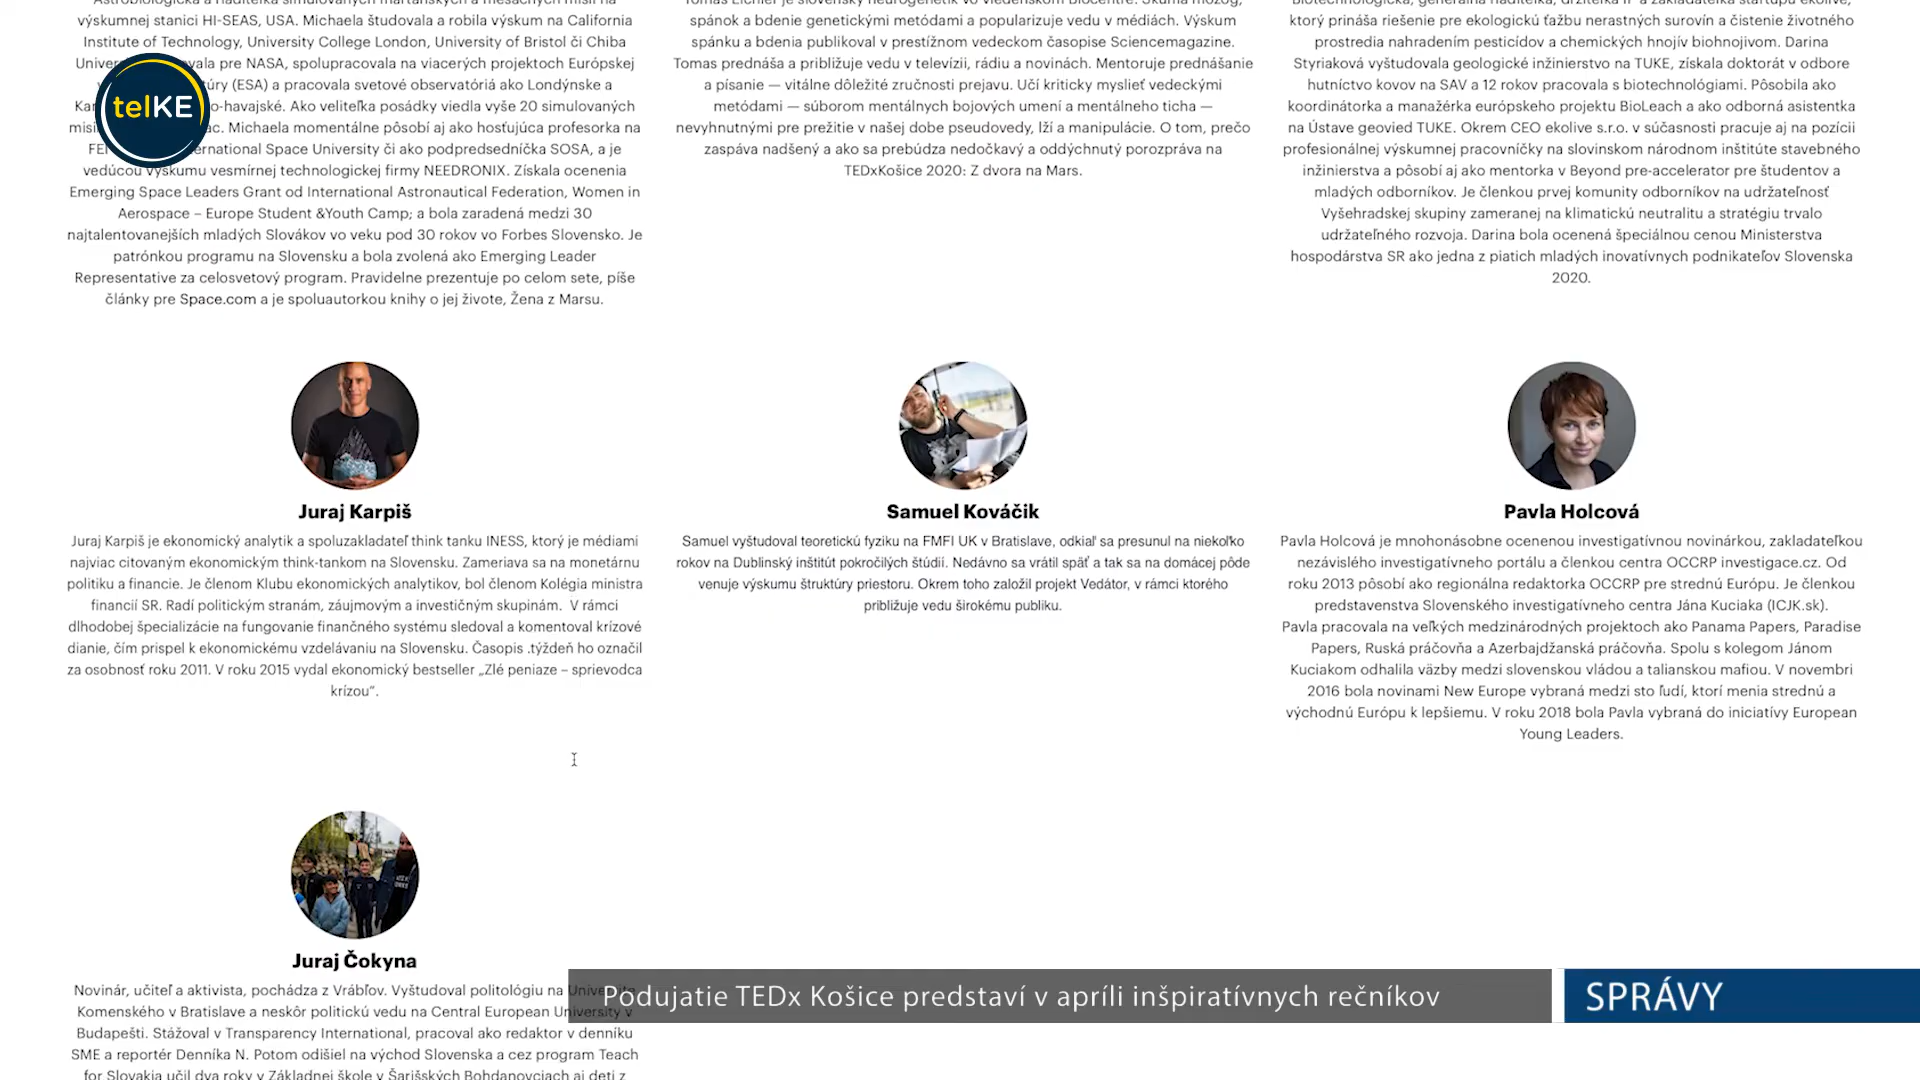 výskumnej stanici HI-SEAS, USA. Michaela študovala a robila výskum na California
Institute of Technology, University College London, University of Bristol či Chiba
pre NASA, spolupracovala na viacerých projektoch Európskej
(ESA) a pracovala svetové observatóriá ako Londýnske a
Ako veliteľka posádky viedla vyše 20 simulovaných
Michaela momentálne pôsobí aj ako hosťujúca profesorka na
Space University či ako podpredsedníčka SOSA, a je
vedúcou výskumu vesmírnej technologickej firmy NEEDRONIX. Získala ocenenia
Emerging Space Leaders Grant od International Astronautical Federation, Women in
Aerospace – Europe Student &Youth Camp; a bola zaradená medzi 30
najtalentovanejších mladých Slovákov vo veku pod 30 rokov vo Forbes Slovensko. Je
patrónkou programu na Slovensku a bola zvolená ako Emerging Leader
Representative za celosvetový program. Pravidelne prezentuje po celom sete, píše
články pre Space.com a je spoluautorkou knihy o jej živote, Žena z Marsu.
telKE
Tomas Eichler je slovenský neurogenetik vo viedenskom Biocentre. Skúma mozog,
spánok a bdenie genetickými metódami a popularizuje vedu v médiách. Výskum
spánku a bdenia publikoval v prestížnom vedeckom časopise Sciencemagazine.
Tomas prednáša a približuje vedu v televízii, rádiu a novinách. Mentoruje prednášanie
a písanie — vitálne dôležité zručnosti prejavu. Učí kriticky myslieť vedeckými
metódami — súborom mentálnych bojových umení a mentálneho ticha —
nevyhnutnými pre prežitie v našej dobe pseudovedy, lží a manipulácie. O tom, prečo
zaspáva nadšený a ako sa prebúdza nedočkavý a oddýchnutý porozpráva na
TEDxKošice 2020: Z dvora na Mars.
ktorý prináša riešenie pre ekologickú ťažbu nerastných surovín a čistenie životného
prostredia nahradením pesticídov a chemických hnojív biohnojivom. Darina
Styriaková vyštudovala geologické inžinierstvo na TUKE, získala doktorát v odbore
hutníctvo kovov na SAV a 12 rokov pracovala s biotechnológiami. Pôsobila ako
koordinátorka a manažérka európskeho projektu BioLeach a ako odborná asistentka
na Ústave geovied TUKE. Okrem CEO ekolive s.r.o. v súčasnosti pracuje aj na pozícii
profesionálnej výskumnej pracovníčky na slovinskom národnom inštitúte stavebného
inžinierstva a pôsobí aj ako mentorka v Beyond pre-accelerator pre študentov a
mladých odborníkov. Je členkou prvej komunity odborníkov na udržateľnosť
Vyšehradskej skupiny zameranej na klimatickú neutralitu a stratégiu trvalo
udržateľného rozvoja. Darina bola ocenená špeciálnou cenou Ministerstva
hospodárstva SR ako jedna z piatich mladých inovatívnych podnikateľov Slovenska
2020.
Juraj Karpiš
Juraj Karpiš je ekonomický analytik a spoluzakladateľ think tanku INESS, ktorý je médiami
najviac citovaným ekonomickým think-tankom na Slovensku. Zameriava sa na monetárnu
politiku a financie. Je členom Klubu ekonomických analytikov, bol členom Kolégia ministra
financií SR. Radí politickým stranám, záujmovým a investičným skupinám. V rámci
dlhodobej špecializácie na fungovanie finančného systému sledoval a komentoval krízové
dianie, čím prispel k ekonomickému vzdelávaniu na Slovensku. Časopis .týždeň ho označil
za osobnosť roku 2011. V roku 2015 vydal ekonomický bestseller „Zlé peniaze – sprievodca
krízou“.
Samuel Kováčik
Samuel vyštudoval teoretickú fyziku na FMFI UK v Bratislave, odkiaľ sa presunul na niekoľko
rokov na Dublinský inštitút pokročilých štúdií. Nedávno sa vrátil späť a tak sa na domácej pôde
venuje výskumu štruktúry priestoru. Okrem toho založil projekt Vedátor, v rámci ktorého
približuje vedu širokému publiku.
Pavla Holcová
Pavla Holcová je mnohonásobne ocenenou investigatívnou novinárkou, zakladateľkou
nezávislého investigatívneho portálu a členkou centra OCCRP investigace.cz. Od
roku 2013 pôsobí ako regionálna redaktorka OCCRP pre strednú Európu. Je členkou
predstavenstva Slovenského investigatívneho centra Jána Kuciaka (ICJK.sk).
Pavla pracovala na veľkých medzinárodných projektoch ako Panama Papers, Paradise
Papers, Ruská práčovňa a Azerbajdžanská práčovňa. Spolu s kolegom Jánom
Kuciakom odhalila väzby medzi slovenskou vládou a talianskou mafiou. V novembri
2016 bola novinami New Europe vybraná medzi sto ľudí, ktorí menia strednú a
východnú Európu k lepšiemu. V roku 2018 bola Pavla vybraná do iniciatívy European
Young Leaders.
Juraj Čokyna
Novinár, učiteľ a aktivista, pochádza z Vrábľov. Vyštudoval politológiu na Univerzite
Komenského v Bratislave a neskôr politickú vedu na Central European University v
Budapešti. Stážoval v Transparency International, pracoval ako redaktor v denníku
SME a reportér Denníka N. Potom odišiel na východ Slovenska a cez program Teach
for Slovakia učil dva roky v Základnej škole v Šarišských Bohdanovciach aj deti z
Podujatie TEDx Košice predstaví v apríli inšpiratívnych rečníkov
SPRÁVY